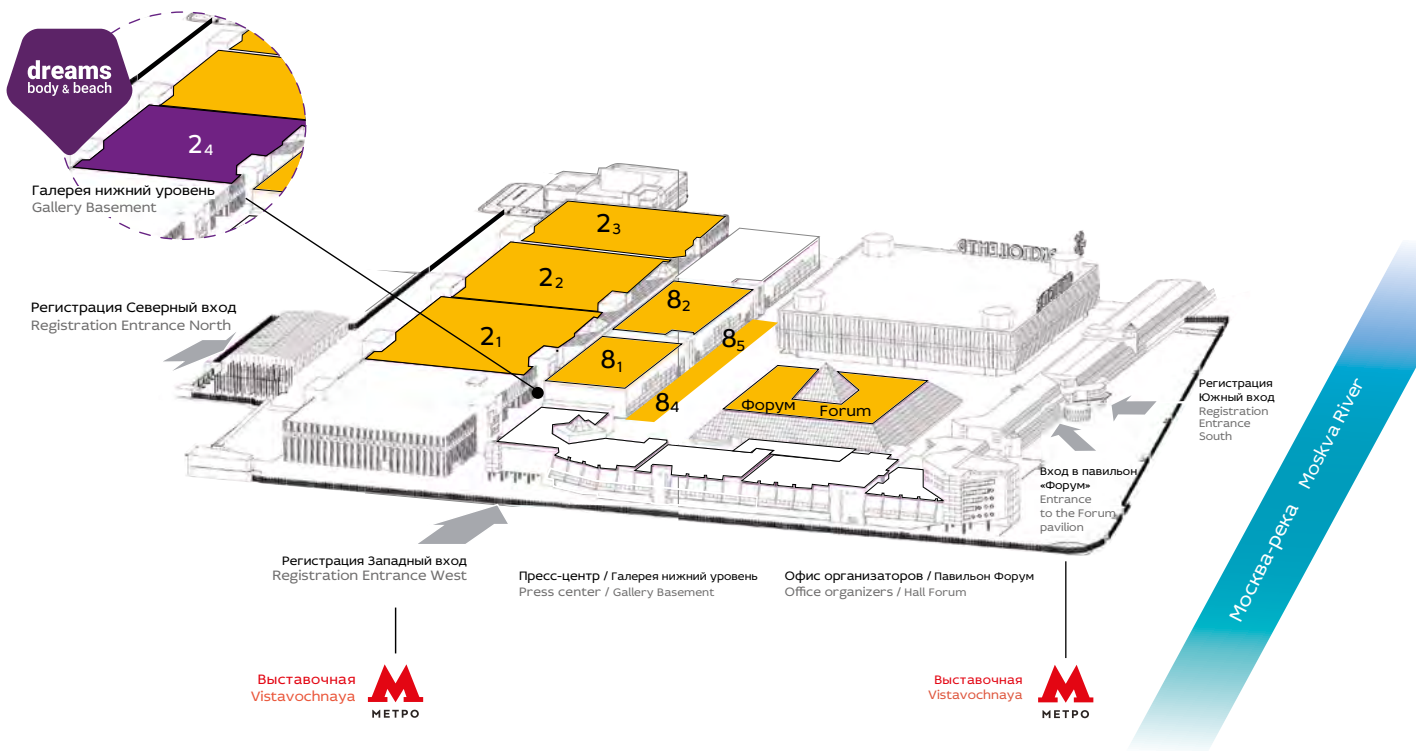 dreams
body & beach
2₄
Галерея нижний уровень
Gallery Basement
2₃
2₂
2₁
8₂
8₁
8₅
8₄
Форум
Forum
Регистрация Северный вход
Registration Entrance North
Регистрация
Южный вход
Registration
Entrance
South
Вход в павильон
«Форум»
Entrance
to the Forum
pavilion
Москва-река Moskva River
Регистрация Западный вход
Registration Entrance West
Пресс-центр / Галерея нижний уровень
Press center / Gallery Basement
Офис организаторов / Павильон Форум
Office organizers / Hall Forum
Выставочная
Vistavochnaya
МЕТРО
Выставочная
Vistavochnaya
МЕТРО